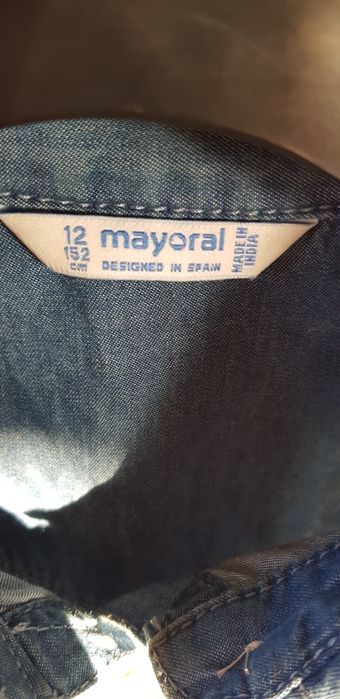 12
152
cm
mayoral
DESIGNED IN SPAIN
MADE IN
INDIA